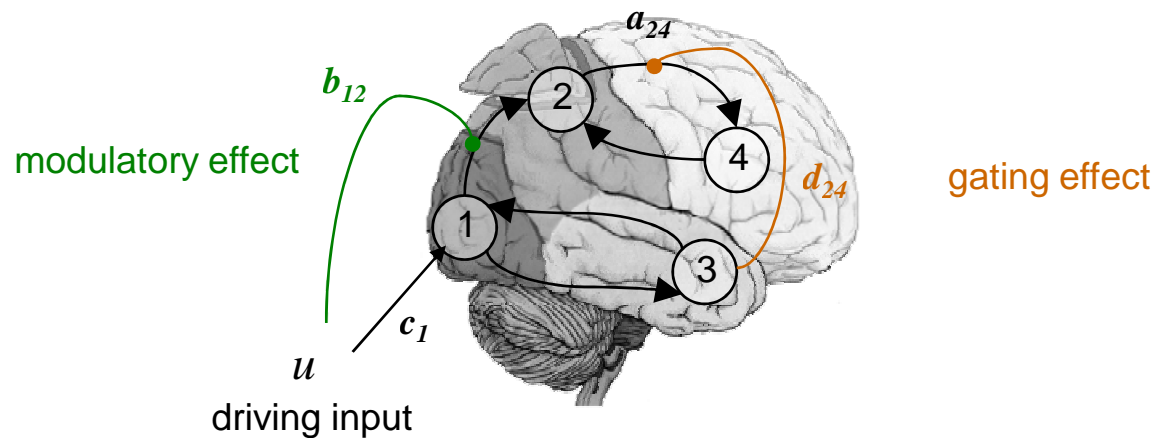 a24
b12
2
modulatory effect
4
d24
gating effect
1
3
c1
u
driving input